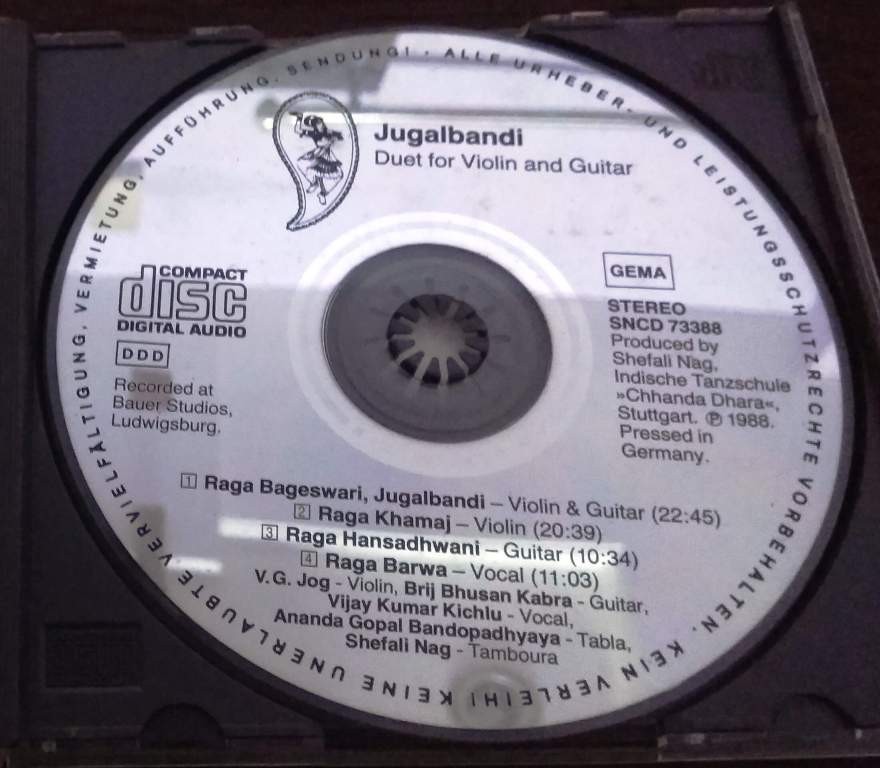 ALLE URHEBER- UND LEISTUNGSSCHUTZRECHTE VORBEHALTEN. KEIN VERLEIH! KEINE UNERLAUBTE VERVIELFÄLTIGUNG, VERMIETUNG, AUFFÜHRUNG, SENDUNG! ·
Jugalbandi
Duet for Violin and Guitar
COMPACT
disc
DIGITAL AUDIO
DDD
Recorded at
Bauer Studios,
Ludwigsburg.
GEMA
STEREO
SNCD 73388
Produced by
Shefali Nag,
Indische Tanzschule
»Chhanda Dhara«,
Stuttgart. ℗ 1988.
Pressed in
Germany.
1 Raga Bageswari, Jugalbandi – Violin & Guitar (22:45)
2 Raga Khamaj – Violin (20:39)
3 Raga Hansadhwani – Guitar (10:34)
4 Raga Barwa – Vocal (11:03)
V.G. Jog - Violin, Brij Bhusan Kabra - Guitar,
Vijay Kumar Kichlu - Vocal,
Ananda Gopal Bandopadhyaya - Tabla,
Shefali Nag - Tamboura